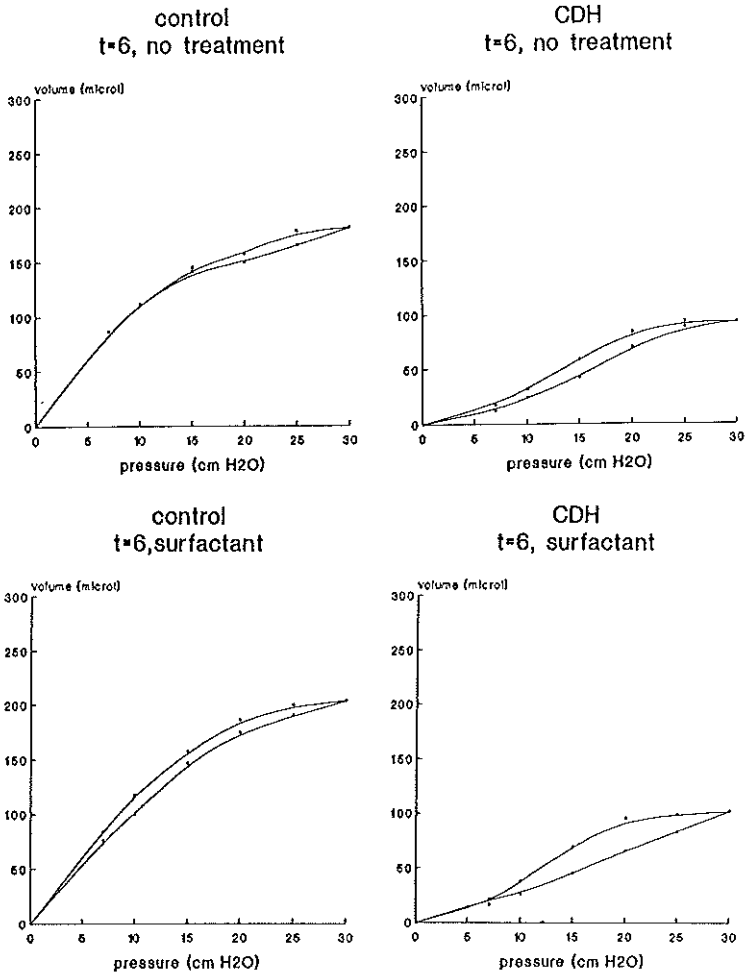 control
t=6, no treatment
volume (microl)
300
250
200
150
100
50
0
0 5 10 15 20 25 30
pressure (cm H2O)
CDH
t=6, no treatment
volume (microl)
300
250
200
150
100
50
0
0 5 10 15 20 25 30
pressure (cm H2O)
control
t=6,surfactant
volume (microl)
300
250
200
150
100
50
0
0 5 10 15 20 25 30
pressure (cm H2O)
CDH
t=6, surfactant
volume (microl)
300
250
200
150
100
50
0
0 5 10 15 20 25 30
pressure (cm H2O)